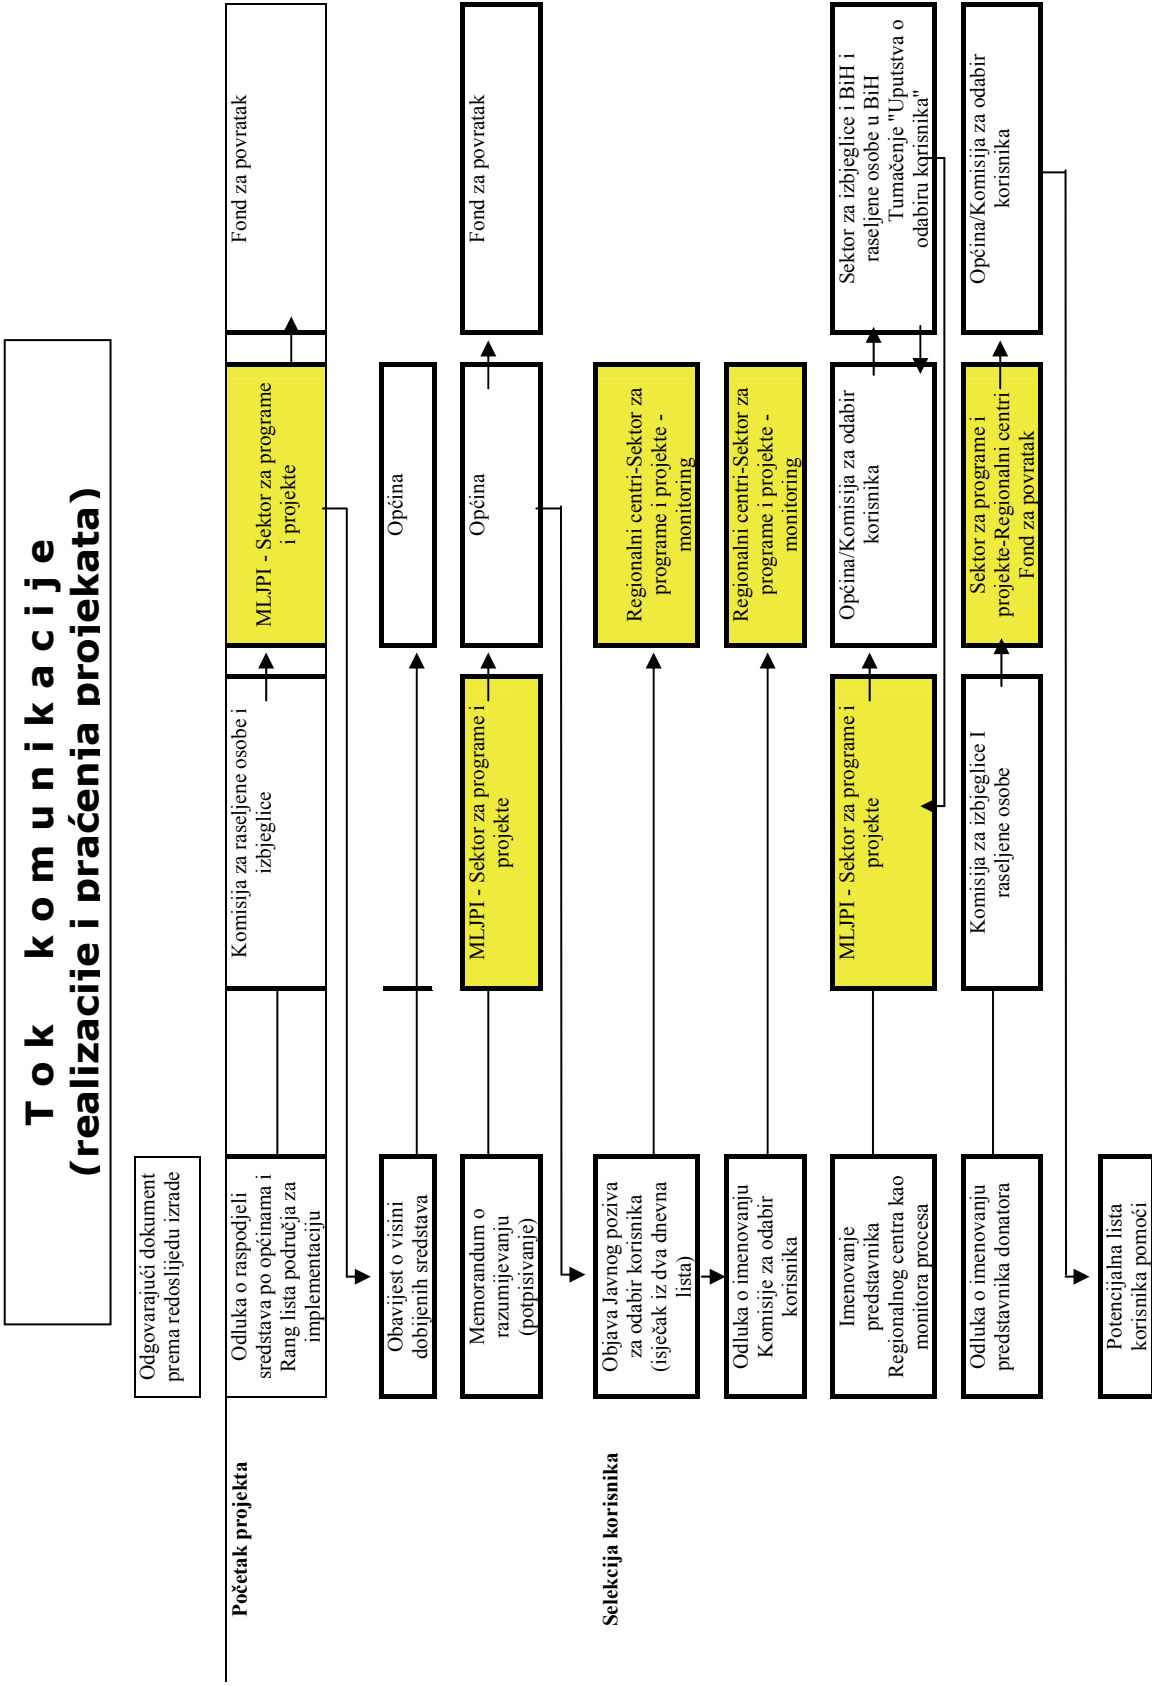 Tok komunikacije
(realizacije i praćenja projekata)
Odgovarajući dokument
prema redoslijedu izrade
Početak projekta
Odluka o raspodjeli
sredstava po općinama i
Rang lista područja za
implementaciju
Komisija za raseljene osobe i
izbjeglice
MLJPI - Sektor za programe
i projekte
Fond za povratak
Obavijest o visini
dobijenih sredstava
Općina
Memorandum o
razumijevanju
(potpisivanje)
MLJPI - Sektor za programe i
projekte
Općina
Fond za povratak
Selekcija korisnika
Objava Javnog poziva
za odabir korisnika
(isječak iz dva dnevna
lista)
Regionalni centri-Sektor za
programe i projekte -
monitoring
Odluka o imenovanju
Komisije za odabir
korisnika
Regionalni centri-Sektor za
programe i projekte -
monitoring
Imenovanje
predstavnika
Regionalnog centra kao
monitora procesa
MLJPI - Sektor za programe i
projekte
Općina/Komisija za odabir
korisnika
Sektor za izbjeglice i BiH i
raseljene osobe u BiH
Tumačenje "Uputstva o
odabiru korisnika"
Odluka o imenovanju
predstavnika donatora
Komisija za izbjeglice I
raseljene osobe
Sektor za programe i
projekte-Regionalni centri
Fond za povratak
Općina/Komisija za odabir
korisnika
Potencijalna lista
korisnika pomoći